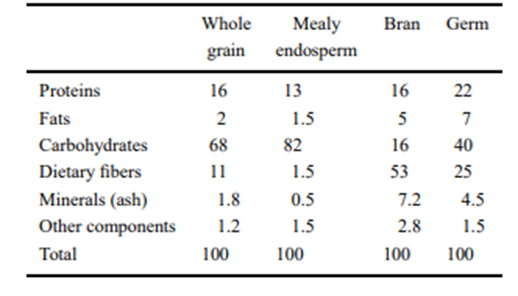 Whole Mealy Bran Germ
grain endosperm
Proteins 16 13 16 22
Fats 2 1.5 5 7
Carbohydrates 68 82 16 40
Dietary fibers 11 1.5 53 25
Minerals (ash) 1.8 0.5 7.2 4.5
Other components 1.2 1.5 2.8 1.5
Total 100 100 100 100